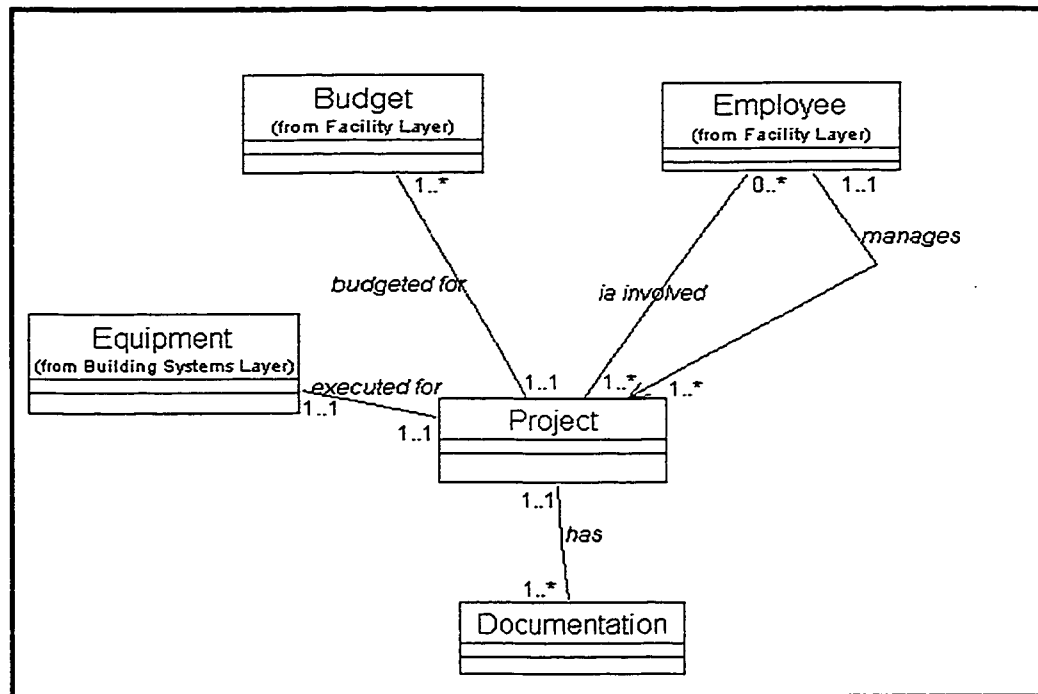 Budget
(from Facility Layer)
Employee
(from Facility Layer)
1..*
0..*
1..1
manages
budgeted for
ia involved
Equipment
(from Building Systems Layer)
executed for
1..1
1..1
1..1
1..*
1..*
Project
1..1
has
1..*
Documentation